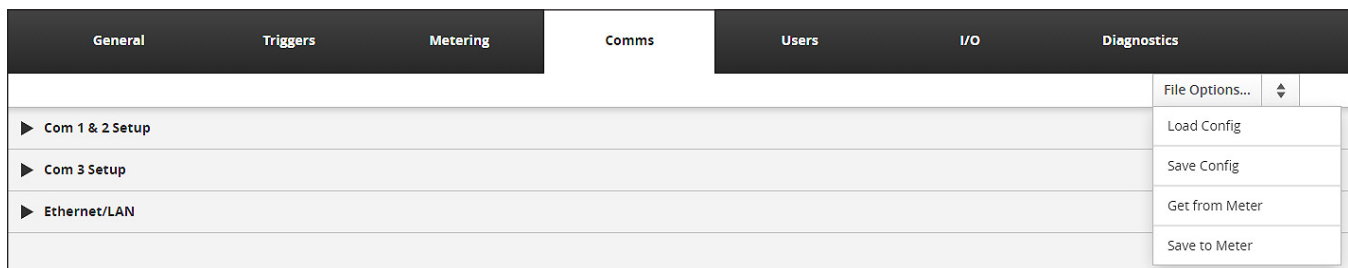 General Triggers Metering Comms Users I/O Diagnostics
File Options...
Load Config
Com 1 & 2 Setup
Save Config
Com 3 Setup
Get from Meter
Ethernet/LAN
Save to Meter